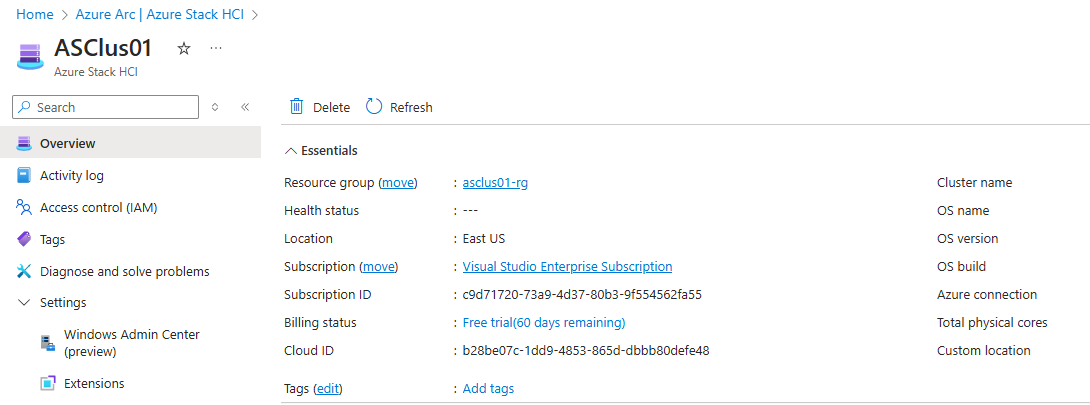 Home > Azure Arc | Azure Stack HCI >
ASClus01
Azure Stack HCI
Search
Delete
Refresh
Overview
Activity log
Access control (IAM)
Tags
Diagnose and solve problems
Settings
Windows Admin Center
(preview)
Extensions
Essentials
Resource group (move) : asclus01-rg
Cluster name
Health status : ---
OS name
Location : East US
OS version
Subscription (move) : Visual Studio Enterprise Subscription
OS build
Subscription ID : c9d71720-73a9-4d37-80b3-9f554562fa55
Azure connection
Billing status : Free trial(60 days remaining)
Total physical cores
Cloud ID : b28be07c-1dd9-4853-865d-dbbb80defe48
Custom location
Tags (edit) : Add tags